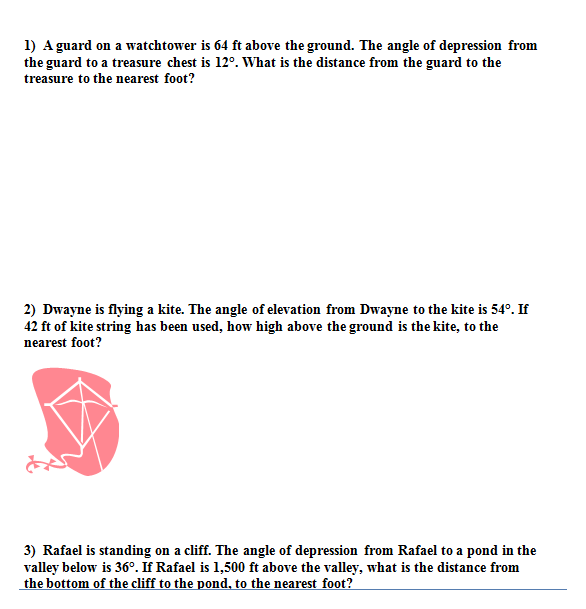 1) A guard on a watchtower is 64 ft above the ground. The angle of depression from
the guard to a treasure chest is 12°. What is the distance from the guard to the
treasure to the nearest foot?
2) Dwayne is flying a kite. The angle of elevation from Dwayne to the kite is 54°. If
42 ft of kite string has been used, how high above the ground is the kite, to the
nearest foot?
3) Rafael is standing on a cliff. The angle of depression from Rafael to a pond in the
valley below is 36°. If Rafael is 1,500 ft above the valley, what is the distance from
the bottom of the cliff to the pond, to the nearest foot?